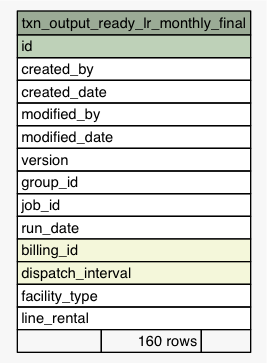 txn_output_ready_lr_monthly_final
id
created_by
created_date
modified_by
modified_date
version
group_id
job_id
run_date
billing_id
dispatch_interval
facility_type
line_rental
160 rows